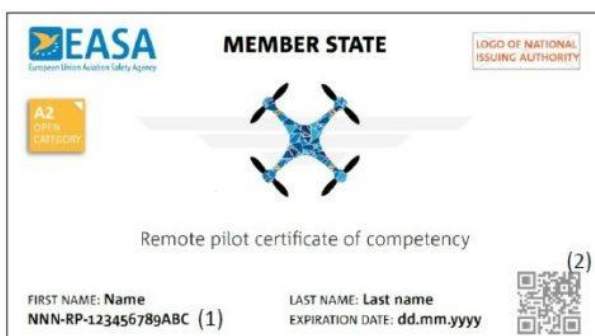 EASA
European Union Aviation Safety Agency
MEMBER STATE
LOGO OF NATIONAL
ISSUING AUTHORITY
A2
OPEN
CATEGORY
Remote pilot certificate of competency
(2)
FIRST NAME: Name
LAST NAME: Last name
NNN-RP-123456789ABC (1)
EXPIRATION DATE: dd.mm.yyyy